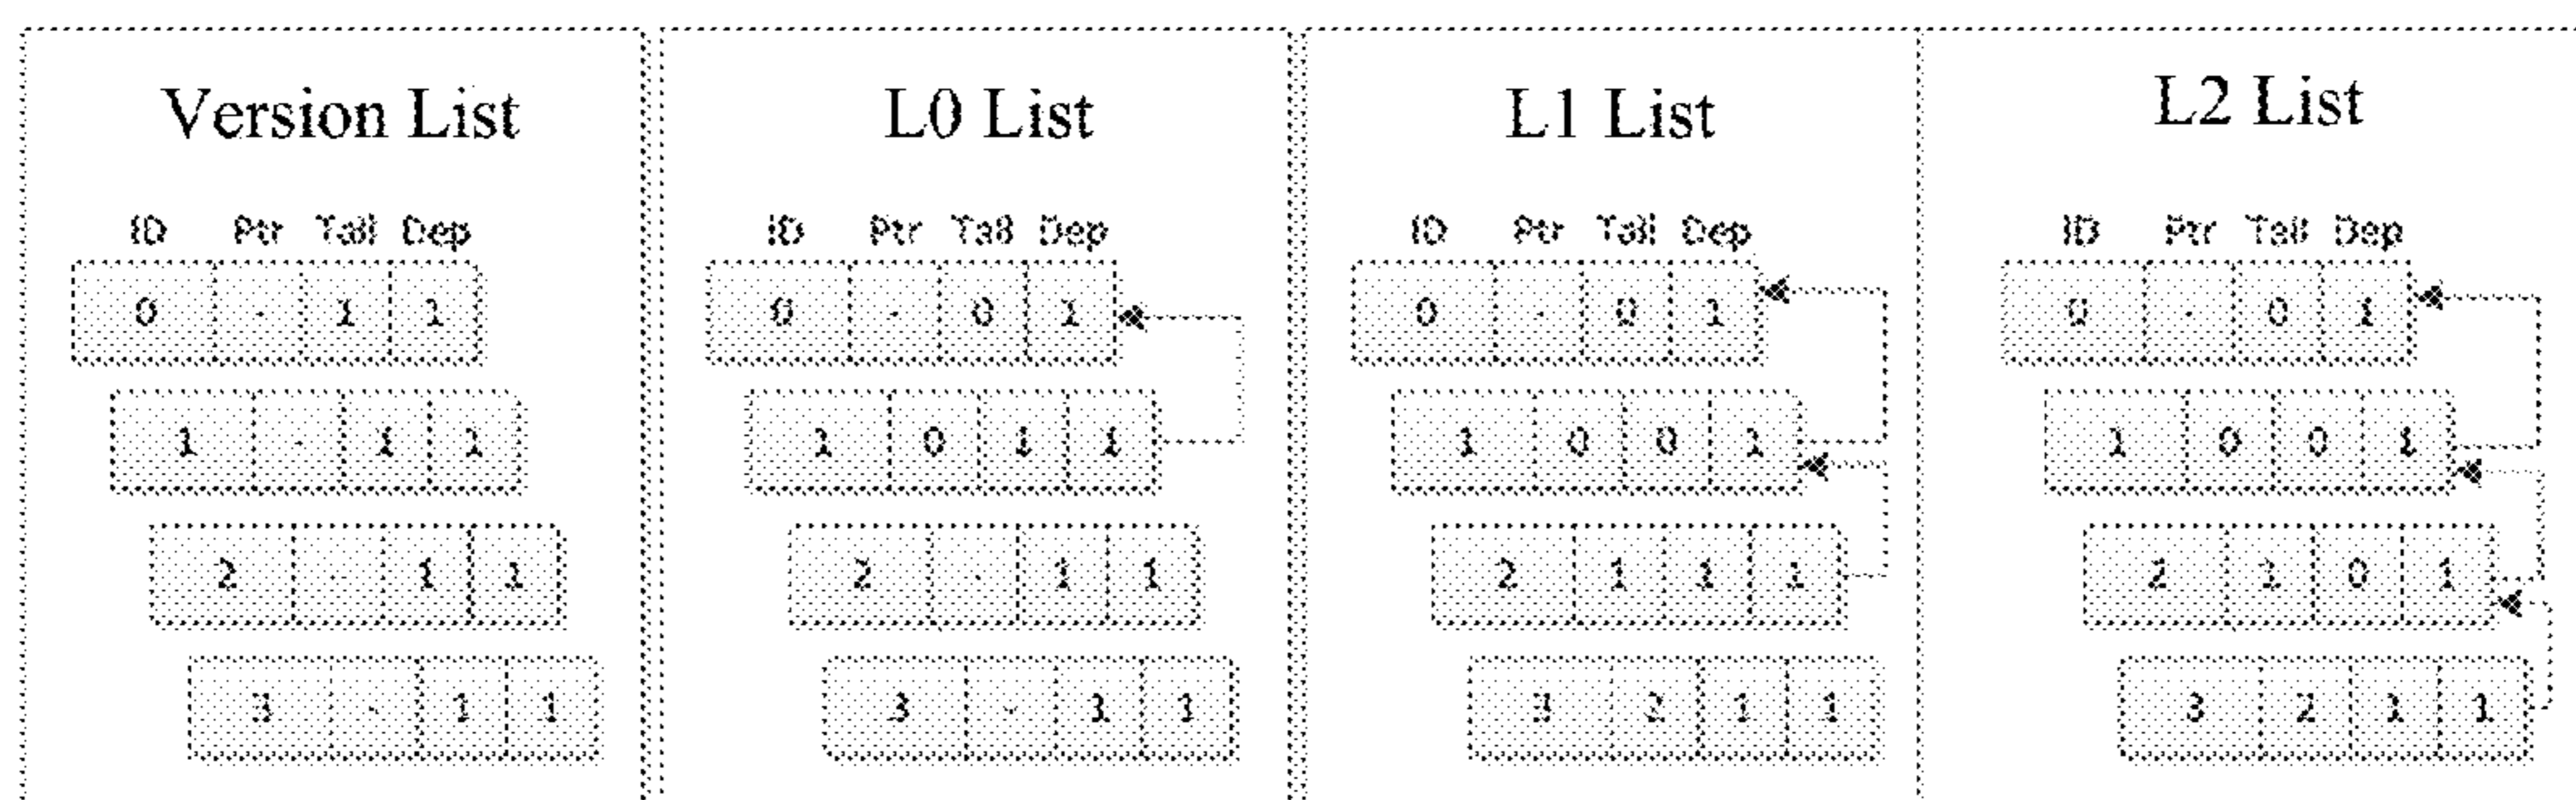 Version List
ID Ptr Tail Dep
0 - 1 1
1 - 1 1
2 - 1 1
3 - 1 1
L0 List
ID Ptr Tail Dep
0 - 0 1
1 0 1 1
2 - 1 1
3 - 1 1
L1 List
ID Ptr Tail Dep
0 - 0 1
1 0 0 1
2 1 1 1
3 2 1 1
L2 List
ID Ptr Tail Dep
0 - 0 1
1 0 0 1
2 1 0 1
3 2 1 1